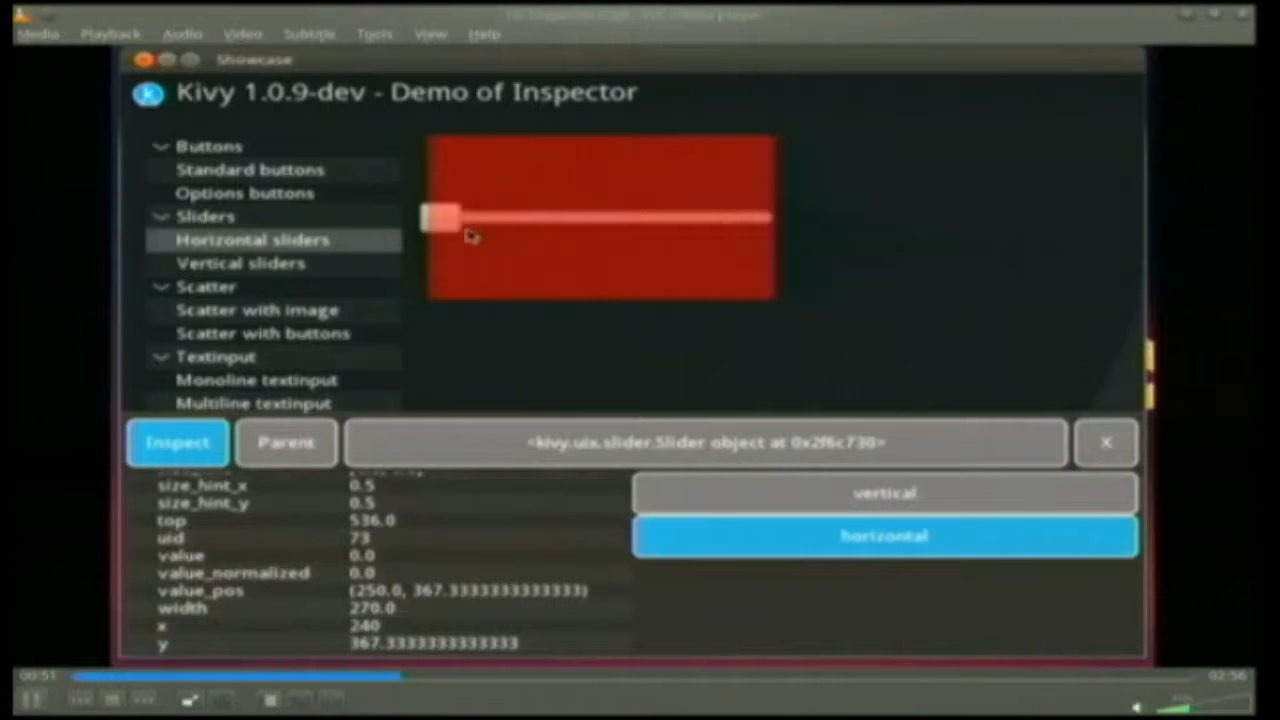 Media Playback Audio Video Subtitle Tools View Help
Showcase
Kivy 1.0.9-dev - Demo of Inspector
Buttons
Standard buttons
Options buttons
Sliders
Horizontal sliders
Vertical sliders
Scatter
Scatter with image
Scatter with buttons
Textinput
Monoline textinput
Multiline textinput
Inspect Parent <kivy.uix.slider.Slider object at 0x2f6c730> X
size_hint_x 0.5
size_hint_y 0.5
top 536.0
uid 73
value 0.0
value_normalized 0.0
value_pos (250.0, 367.3333333333333)
width 270.0
x 240
y 367.3333333333333
vertical
horizontal
00:51 02:56